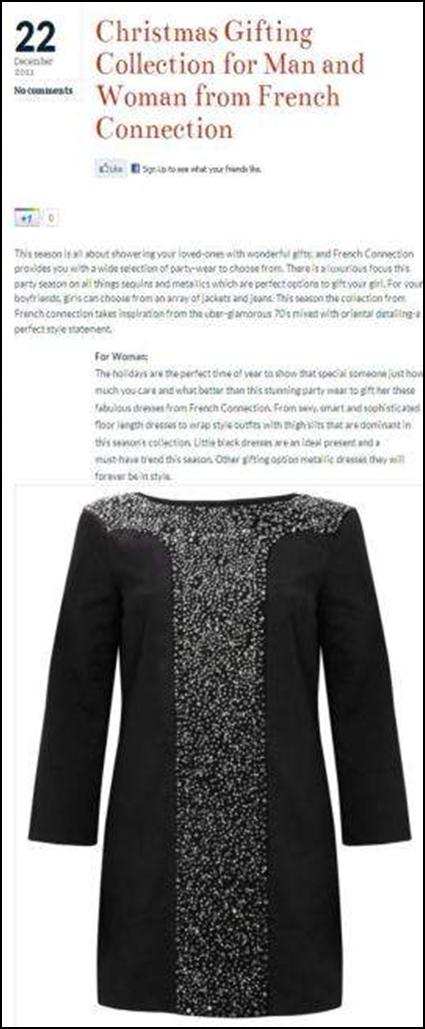 22
December
2011
No comments
Christmas Gifting
Collection for Man and
Woman from French
Connection
Like
Sign Up to see what your friends like.
+1
0
This season is all about showering your loved-ones with wonderful gifts; and French Connection
provides you with a wide selection of party-wear to choose from. There is a luxurious focus this
party season on all things sequins and metallics which are perfect options to gift your girl. For your
boyfriends, girls can choose from an array of jackets and jeans. This season the collection from
French connection takes inspiration from the uber-glamorous 70's mixed with oriental detailing-a
perfect style statement.
For Woman:
The holidays are the perfect time of year to show that special someone just how
much you care and what better than this stunning party wear to gift her these
fabulous dresses from French Connection. From sexy, smart and sophisticated
floor length dresses to wrap style outfits with thigh slits that are dominant in
this season's collection. Little black dresses are an ideal present and a
must-have trend this season. Other gifting option metallic dresses they will
forever be in style.